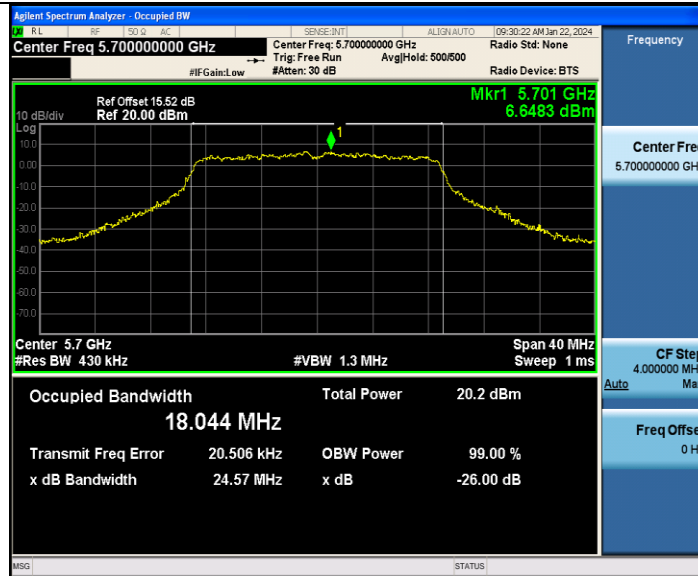 Agilent Spectrum Analyzer - Occupied BW
RL RF 50 Ω AC SENSE:INT ALIGN AUTO 09:30:22 AM Jan 22, 2024
Center Freq 5.700000000 GHz
Center Freq: 5.700000000 GHz Radio Std: None
Trig: Free Run Avg|Hold: 500/500
#IFGain:Low #Atten: 30 dB Radio Device: BTS
Frequency
Ref Offset 15.52 dB Mkr1 5.701 GHz
10 dB/div Ref 20.00 dBm 6.6483 dBm
Log
1
10.0
0.00
-10.0
-20.0
-30.0
-40.0
-50.0
-60.0
-70.0
Center Fre
5.700000000 GH
Center 5.7 GHz Span 40 MHz
#Res BW 430 kHz #VBW 1.3 MHz Sweep 1 ms
CF Ste
4.000000 MH
Auto Ma
Occupied Bandwidth Total Power 20.2 dBm
18.044 MHz
Transmit Freq Error 20.506 kHz OBW Power 99.00 %
x dB Bandwidth 24.57 MHz x dB -26.00 dB
Freq Offse
0 H
MSG STATUS